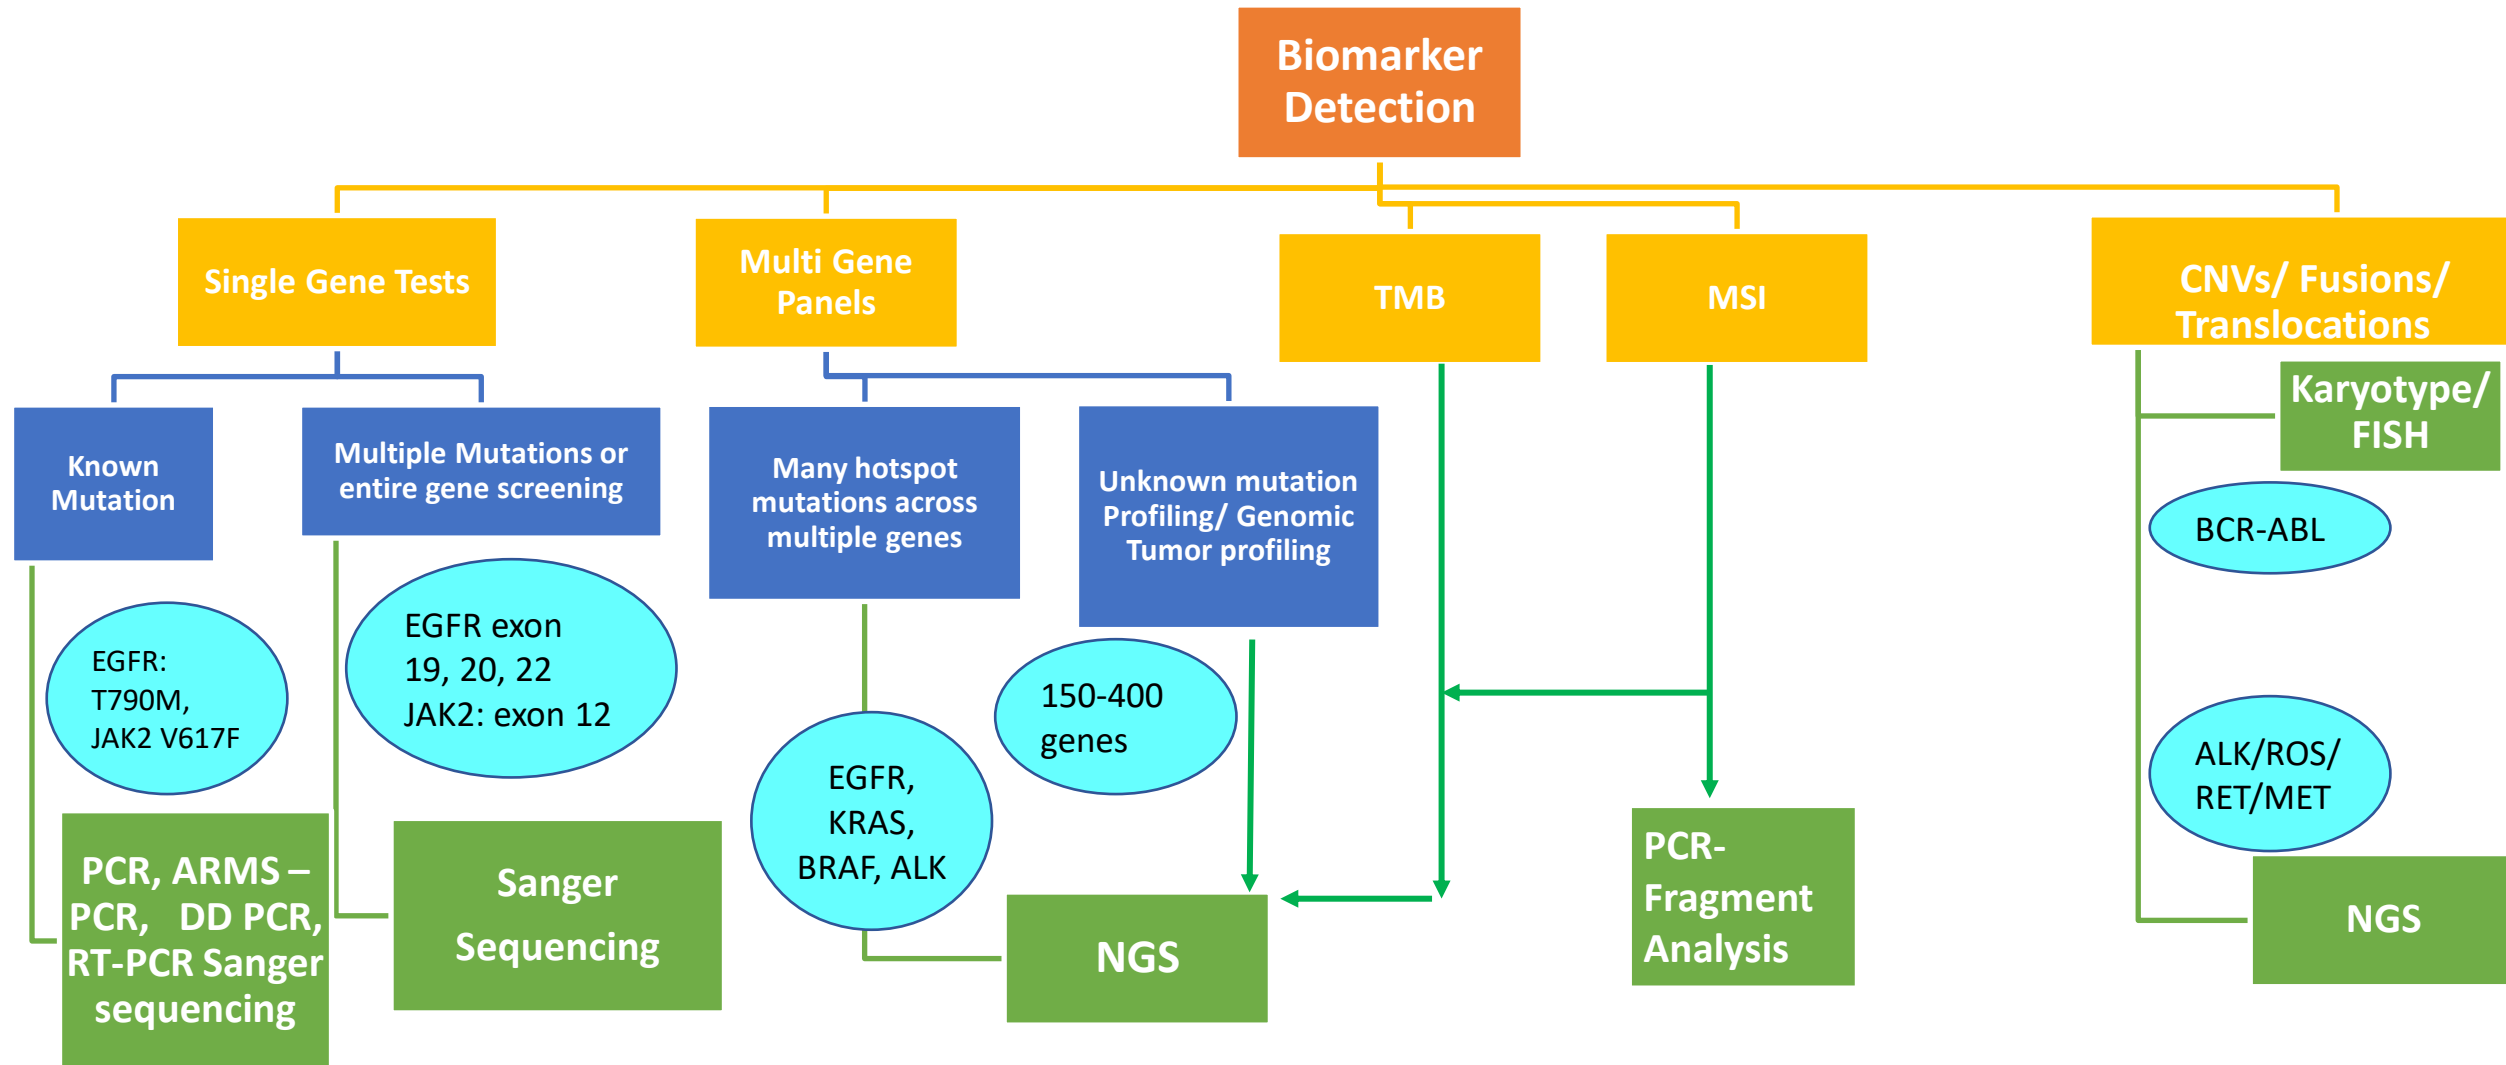 Biomarker
Detection
Single Gene Tests
Multi Gene
Panels
TMB
MSI
CNVs/ Fusions/
Translocations
Known
Mutation
Multiple Mutations or
entire gene screening
Many hotspot
mutations across
multiple genes
Unknown mutation
Profiling/ Genomic
Tumor profiling
Karyotype/
FISH
BCR-ABL
EGFR:
T790M,
JAK2 V617F
EGFR exon
19, 20, 22
JAK2: exon 12
EGFR,
KRAS,
BRAF, ALK
150-400
genes
ALK/ROS/
RET/MET
PCR, ARMS –
PCR, DD PCR,
RT-PCR Sanger
sequencing
Sanger
Sequencing
NGS
PCR-
Fragment
Analysis
NGS